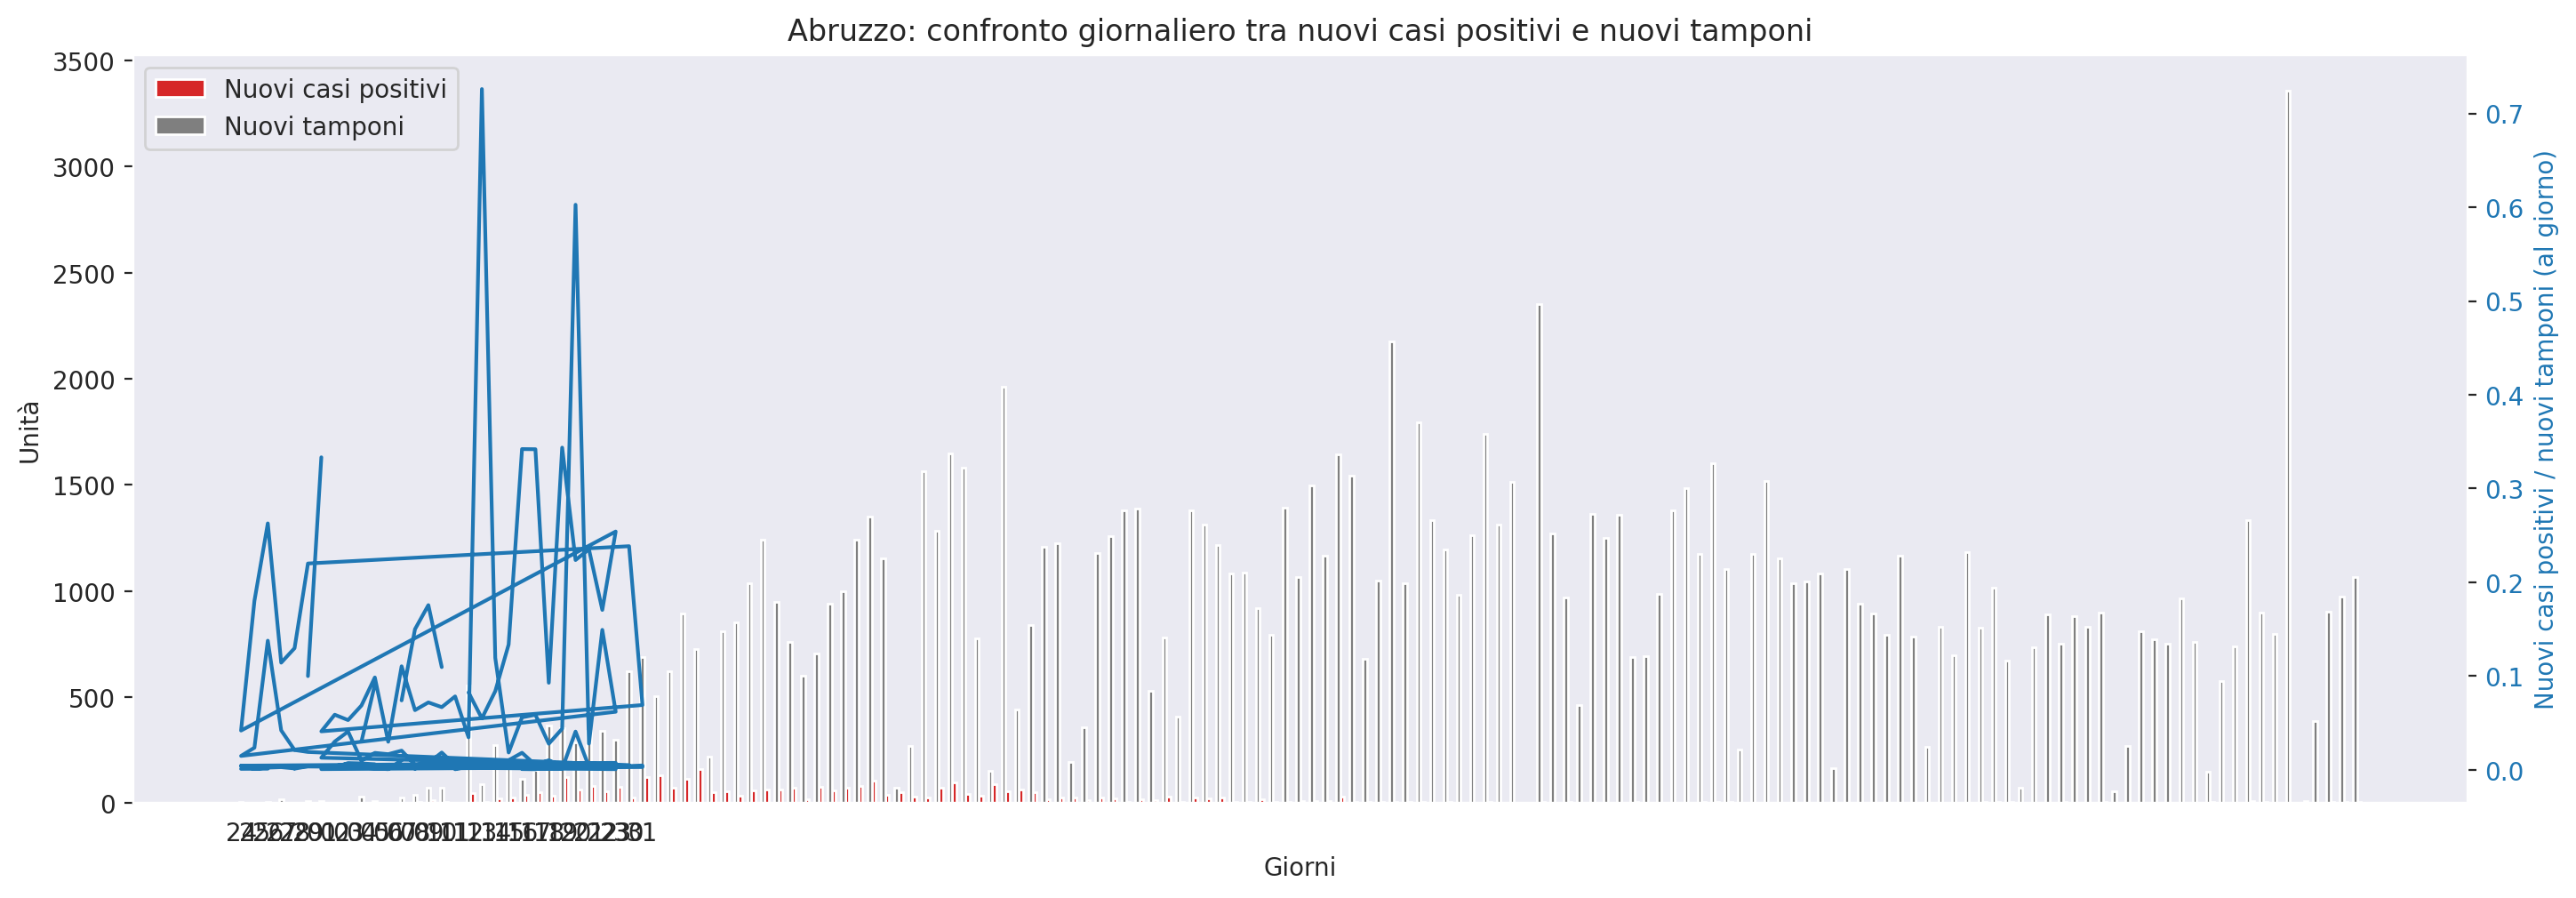 Abruzzo: confronto giornaliero tra nuovi casi positivi e nuovi tamponi
Nuovi casi positivi
Nuovi tamponi
3500
3000
2500
2000
1500
1000
500
0
Unità
0.7
0.6
0.5
0.4
0.3
0.2
0.1
0.0
Nuovi casi positivi / nuovi tamponi (al giorno)
Giorni